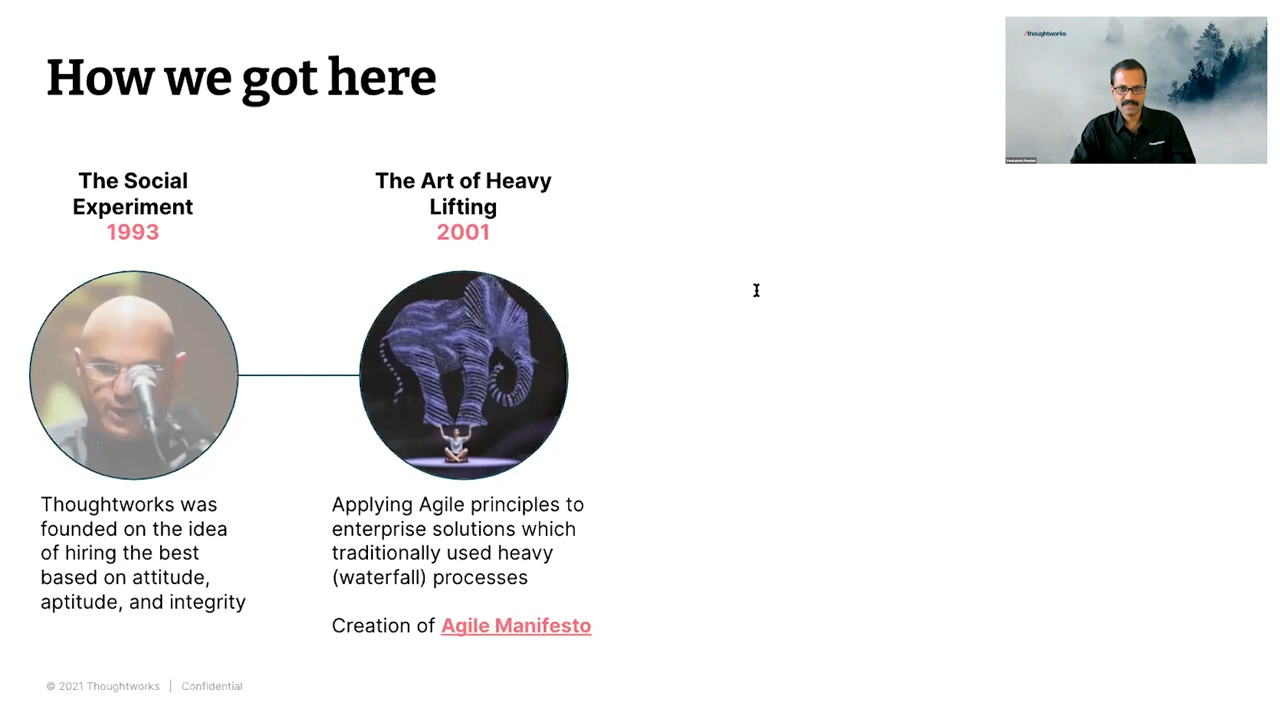 How we got here
/thoughtworks
The Social
Experiment
1993
The Art of Heavy
Lifting
2001
Thoughtworks was
founded on the idea
of hiring the best
based on attitude,
aptitude, and integrity
Applying Agile principles to
enterprise solutions which
traditionally used heavy
(waterfall) processes
Creation of Agile Manifesto
© 2021 Thoughtworks | Confidential